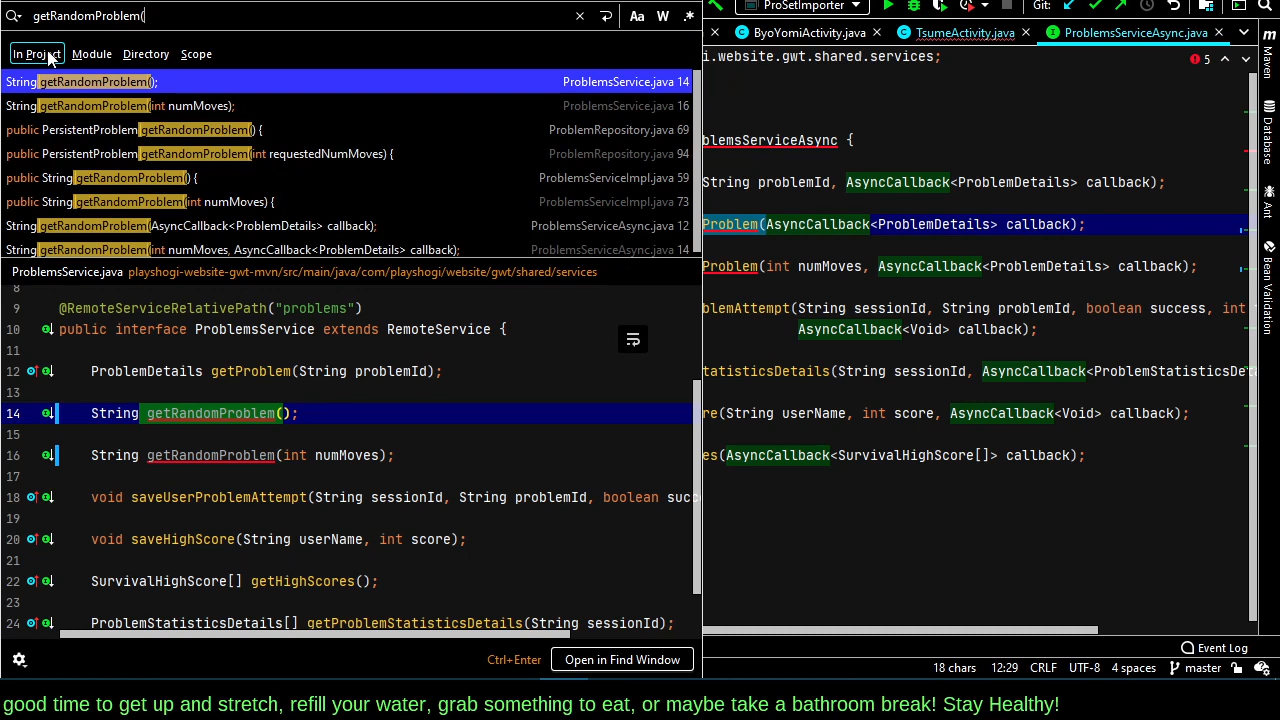 getRandomProblem(
Aa W .*
In Project Module Directory Scope
String getRandomProblem(); ProblemsService.java 14
String getRandomProblem(int numMoves); ProblemsService.java 16
public PersistentProblem getRandomProblem() { ProblemRepository.java 69
public PersistentProblem getRandomProblem(int requestedNumMoves) { ProblemRepository.java 94
public String getRandomProblem() { ProblemsServiceImpl.java 59
public String getRandomProblem(int numMoves) { ProblemsServiceImpl.java 73
String getRandomProblem(AsyncCallback<ProblemDetails> callback); ProblemsServiceAsync.java 12
String getRandomProblem(int numMoves, AsyncCallback<ProblemDetails> callback); ProblemsServiceAsync.java 14
ProblemsService.java playshogi-website-gwt-mvn/src/main/java/com/playshogi/website/gwt/shared/services
8
9 @RemoteServiceRelativePath("problems")
10 public interface ProblemsService extends RemoteService {
11
12 ProblemDetails getProblem(String problemId);
13
14 String getRandomProblem();
15
16 String getRandomProblem(int numMoves);
17
18 void saveUserProblemAttempt(String sessionId, String problemId, boolean succ
19
20 void saveHighScore(String userName, int score);
21
22 SurvivalHighScore[] getHighScores();
23
24 ProblemStatisticsDetails[] getProblemStatisticsDetails(String sessionId);
Ctrl+Enter Open in Find Window
ProSetImporter Git:
ByoYomiActivity.java TsumeActivity.java ProblemsServiceAsync.java
i.website.gwt.shared.services;
5
blemsServiceAsync {
String problemId, AsyncCallback<ProblemDetails> callback);
Problem(AsyncCallback<ProblemDetails> callback);
Problem(int numMoves, AsyncCallback<ProblemDetails> callback);
blemAttempt(String sessionId, String problemId, boolean success, int
AsyncCallback<Void> callback);
tatisticsDetails(String sessionId, AsyncCallback<ProblemStatisticsDeta
re(String userName, int score, AsyncCallback<Void> callback);
es(AsyncCallback<SurvivalHighScore[]> callback);
m Maven
Database
Ant
Bean Validation
Event Log
18 chars 12:29 CRLF UTF-8 4 spaces master
good time to get up and stretch, refill your water, grab something to eat, or maybe take a bathroom break! Stay Healthy!